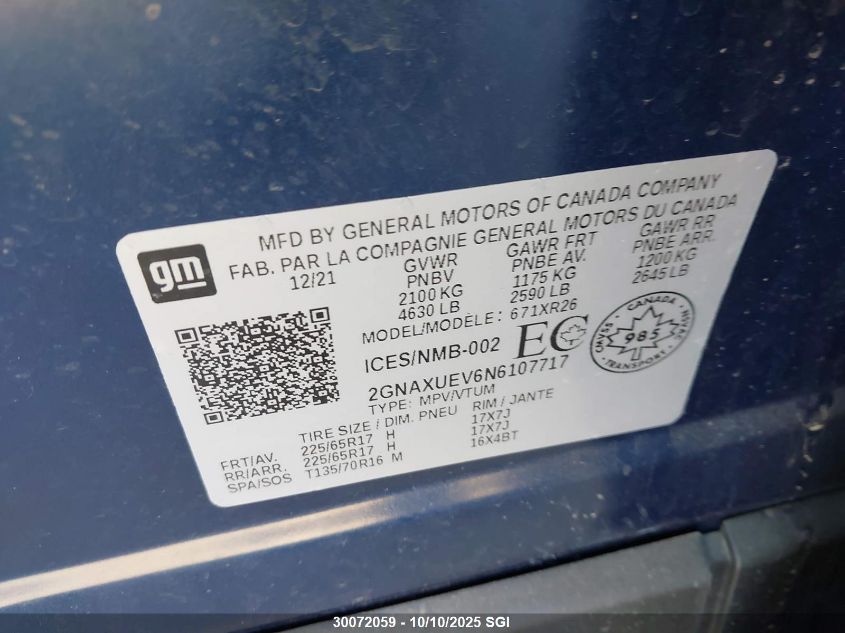 MFD BY GENERAL MOTORS OF CANADA COMPANY
FAB. PAR LA COMPAGNIE GENERAL MOTORS DU CANADA
gm
12/21 GVWR GAWR FRT GAWR RR
PNBV PNBE AV. PNBE ARR.
2100 KG 1175 KG 1200 KG
4630 LB 2590 LB 2645 LB
MODEL/MODÈLE : 671XR26
ICES/NMB-002 EC
CANADA
985
TRANSPORT
2GNAXUEV6N6107717
TYPE: MPV/VTUM
TIRE SIZE / DIM. PNEU RIM / JANTE
FRT/AV. 225/65R17 H 17X7J
RR/ARR. 225/65R17 H 17X7J
SPA/SOS T135/70R16 M 16X4BT
30072059 - 10/10/2025 SGI